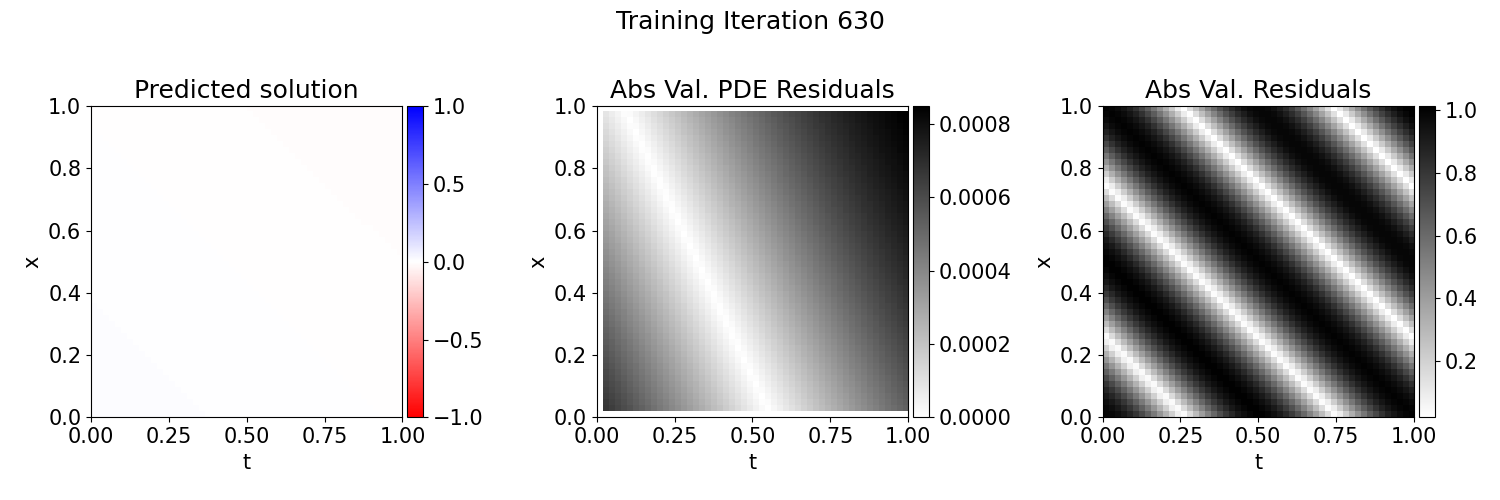 Training Iteration 630
Predicted solution
1.0
0.8
0.6
0.4
0.2
0.0
x
0.00 0.25 0.50 0.75 1.00
t
1.0
0.5
0.0
−0.5
−1.0
Abs Val. PDE Residuals
1.0
0.8
0.6
0.4
0.2
0.0
x
0.00 0.25 0.50 0.75 1.00
t
0.0008
0.0006
0.0004
0.0002
0.0000
Abs Val. Residuals
1.0
0.8
0.6
0.4
0.2
0.0
x
0.00 0.25 0.50 0.75 1.00
t
1.0
0.8
0.6
0.4
0.2